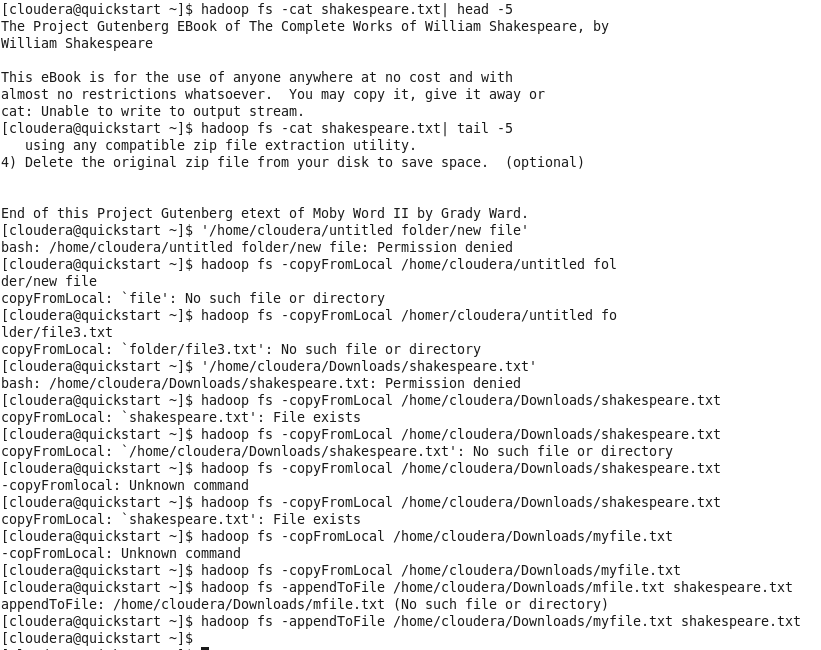 [cloudera@quickstart ~]$ hadoop fs -cat shakespeare.txt| head -5
The Project Gutenberg EBook of The Complete Works of William Shakespeare, by
William Shakespeare
This eBook is for the use of anyone anywhere at no cost and with
almost no restrictions whatsoever.  You may copy it, give it away or
cat: Unable to write to output stream.
[cloudera@quickstart ~]$ hadoop fs -cat shakespeare.txt| tail -5
   using any compatible zip file extraction utility.
4) Delete the original zip file from your disk to save space.  (optional)
End of this Project Gutenberg etext of Moby Word II by Grady Ward.
[cloudera@quickstart ~]$ '/home/cloudera/untitled folder/new file'
bash: /home/cloudera/untitled folder/new file: Permission denied
[cloudera@quickstart ~]$ hadoop fs -copyFromLocal /home/cloudera/untitled fol
der/new file
copyFromLocal: `file': No such file or directory
[cloudera@quickstart ~]$ hadoop fs -copyFromLocal /homer/cloudera/untitled fo
lder/file3.txt
copyFromLocal: `folder/file3.txt': No such file or directory
[cloudera@quickstart ~]$ '/home/cloudera/Downloads/shakespeare.txt'
bash: /home/cloudera/Downloads/shakespeare.txt: Permission denied
[cloudera@quickstart ~]$ hadoop fs -copyFromLocal /home/cloudera/Downloads/shakespeare.txt
copyFromLocal: `shakespeare.txt': File exists
[cloudera@quickstart ~]$ hadoop fs -copyFromLocal /home/cloudera/Downloads/shakespeare.txt
copyFromLocal: `/home/cloudera/Downloads/shakespeare.txt': No such file or directory
[cloudera@quickstart ~]$ hadoop fs -copyFromlocal /home/cloudera/Downloads/shakespeare.txt
-copyFromlocal: Unknown command
[cloudera@quickstart ~]$ hadoop fs -copyFromLocal /home/cloudera/Downloads/shakespeare.txt
copyFromLocal: `shakespeare.txt': File exists
[cloudera@quickstart ~]$ hadoop fs -copFromLocal /home/cloudera/Downloads/myfile.txt
-copFromLocal: Unknown command
[cloudera@quickstart ~]$ hadoop fs -copyFromLocal /home/cloudera/Downloads/myfile.txt
[cloudera@quickstart ~]$ hadoop fs -appendToFile /home/cloudera/Downloads/mfile.txt shakespeare.txt
appendToFile: /home/cloudera/Downloads/mfile.txt (No such file or directory)
[cloudera@quickstart ~]$ hadoop fs -appendToFile /home/cloudera/Downloads/myfile.txt shakespeare.txt
[cloudera@quickstart ~]$